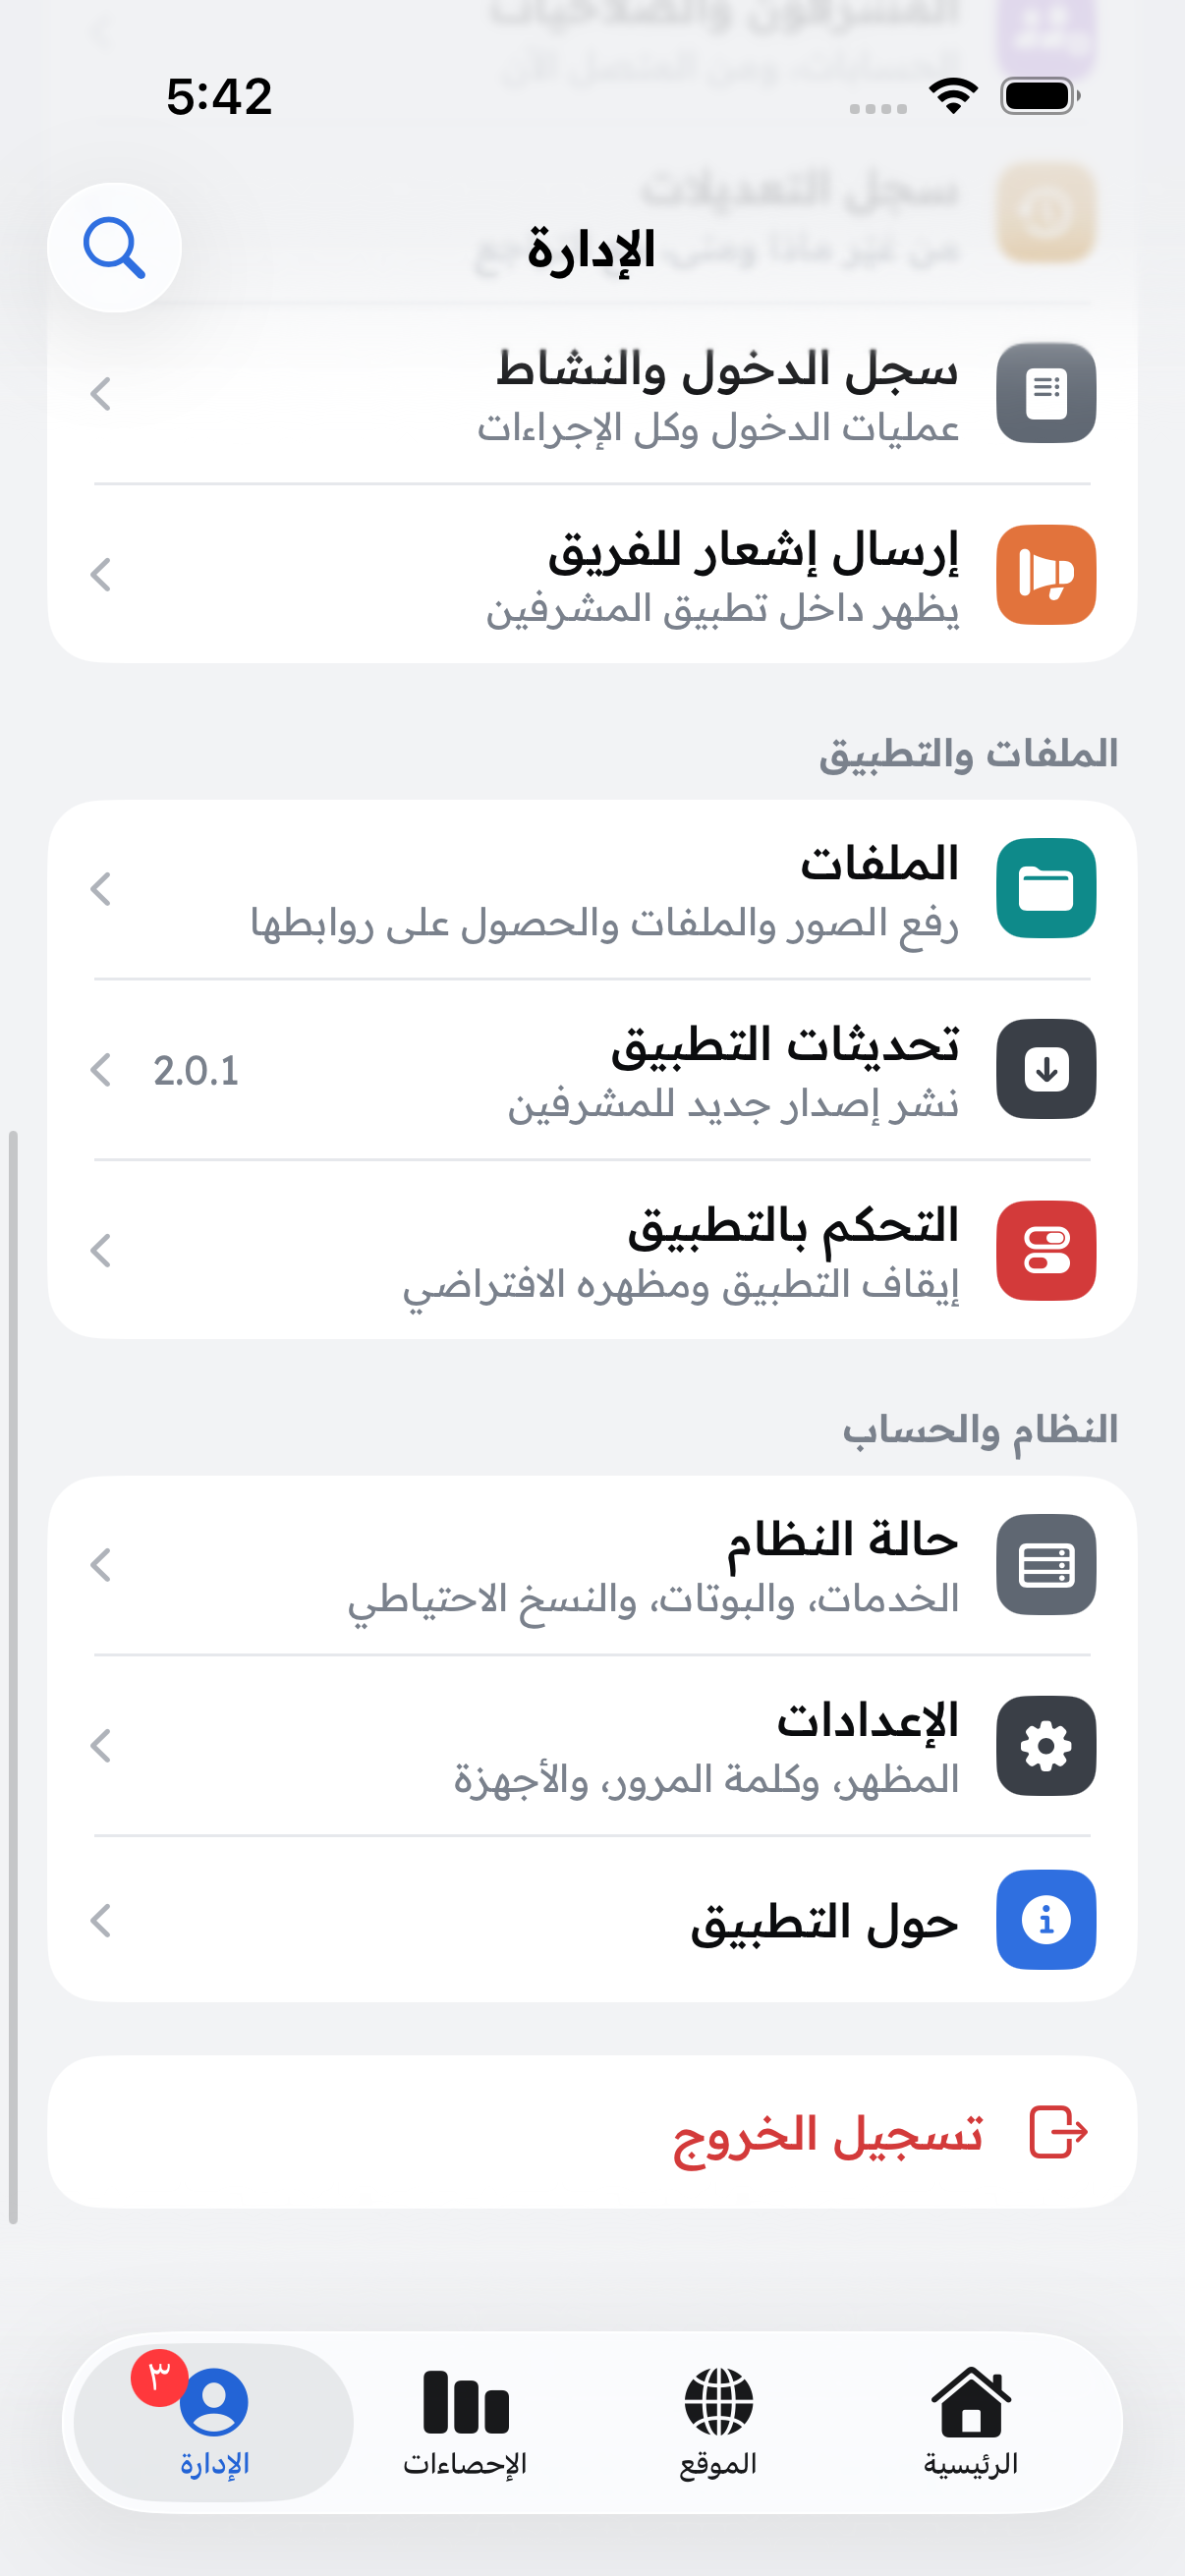 5:42
سجل التعديلات
الإدارة
سجل الدخول والنشاط
عمليات الدخول وكل الإجراءات
إرسال إشعار للفريق
يظهر داخل تطبيق المشرفين
الملفات والتطبيق
الملفات
رفع الصور والملفات والحصول على روابطها
تحديثات التطبيق
2.0.1
نشر إصدار جديد للمشرفين
التحكم بالتطبيق
إيقاف التطبيق ومظهره الافتراضي
النظام والحساب
حالة النظام
الخدمات، والبوتات، والنسخ الاحتياطي
الإعدادات
المظهر، وكلمة المرور، والأجهزة
حول التطبيق
تسجيل الخروج
٣
الرئيسية
الموقع
الإحصاءات
الإدارة